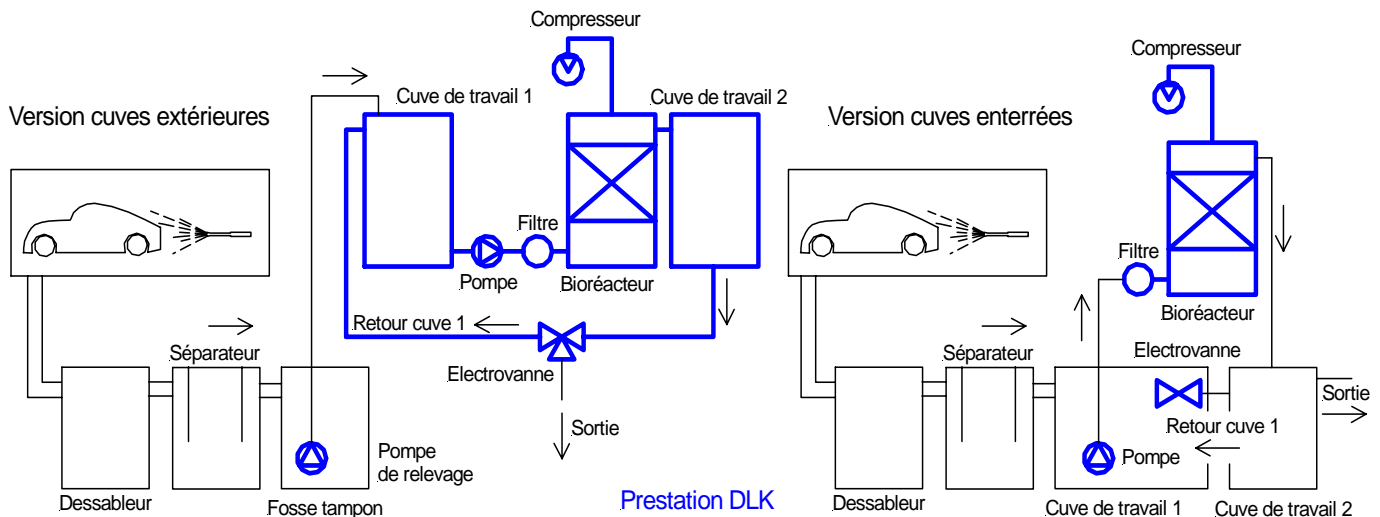 Version cuves extérieures
Compresseur
Cuve de travail 1
Cuve de travail 2
Filtre
Pompe
Bioréacteur
Retour cuve 1
Electrovanne
Sortie
Séparateur
Dessableur
Fosse tampon
Pompe
de relevage
Prestation DLK
Version cuves enterrées
Compresseur
Filtre
Bioréacteur
Electrovanne
Séparateur
Sortie
Retour cuve 1
Pompe
Dessableur
Cuve de travail 1
Cuve de travail 2